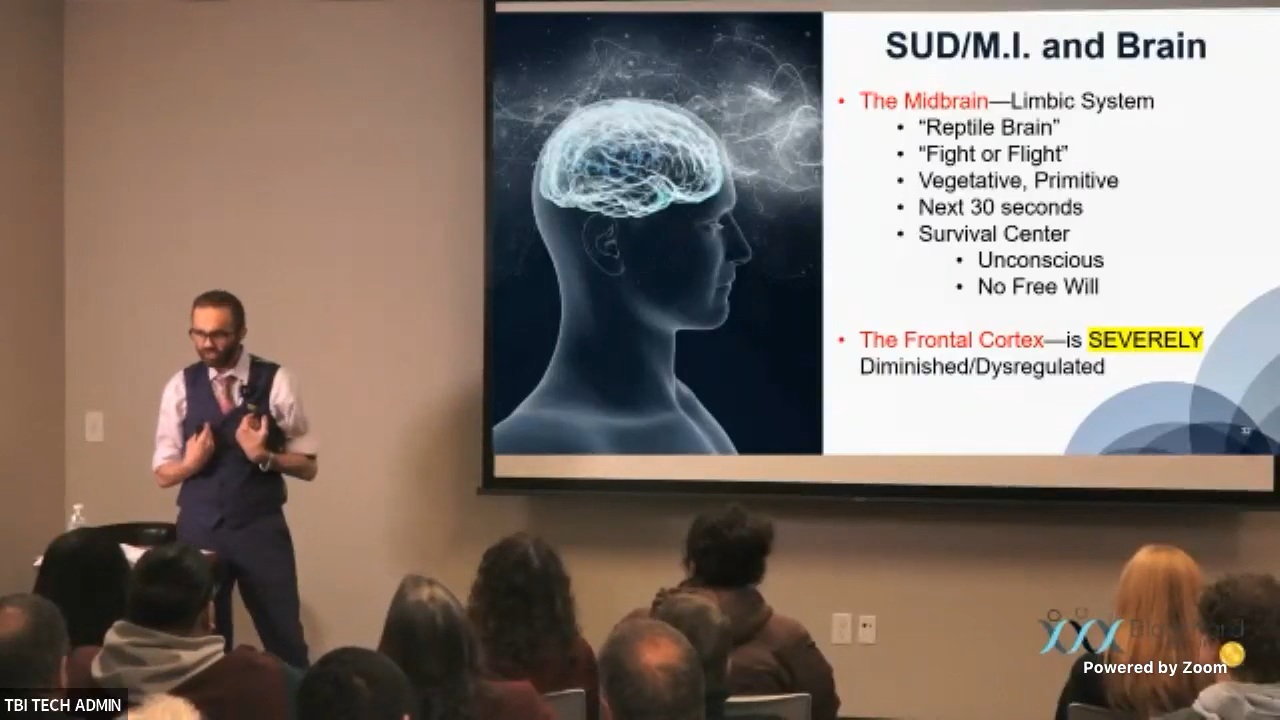 SUD/M.I. and Brain
• The Midbrain—Limbic System
• “Reptile Brain”
• “Fight or Flight”
• Vegetative, Primitive
• Next 30 seconds
• Survival Center
• Unconscious
• No Free Will
• The Frontal Cortex—is SEVERELY
Diminished/Dysregulated
32
Powered by Zoom
TBI TECH ADMIN